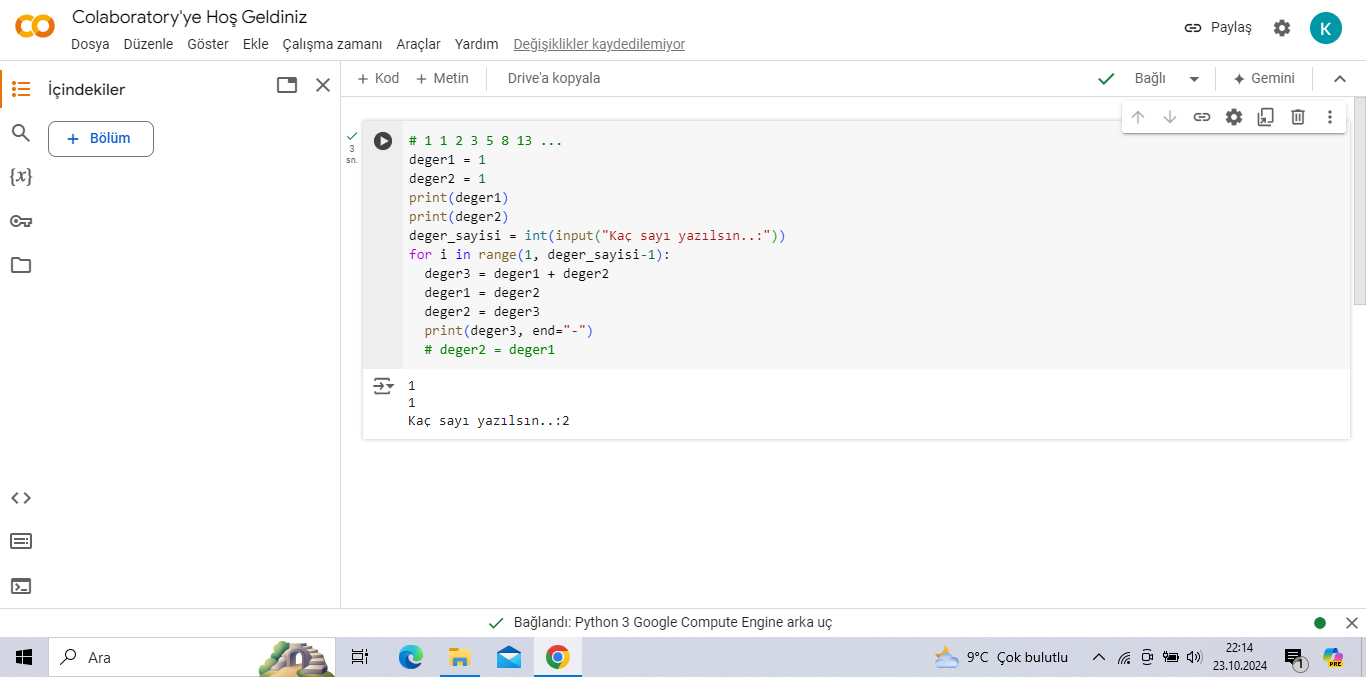 Colaboratory'ye Hoş Geldiniz
Dosya Düzenle Göster Ekle Çalışma zamanı Araçlar Yardım Değişiklikler kaydedilemiyor
Paylaş
K
İçindekiler
+ Bölüm
+ Kod + Metin Drive'a kopyala
Bağlı
Gemini
{x}
3
sn.
# 1 1 2 3 5 8 13 ...
deger1 = 1
deger2 = 1
print(deger1)
print(deger2)
deger_sayisi = int(input("Kaç sayı yazılsın..:"))
for i in range(1, deger_sayisi-1):
  deger3 = deger1 + deger2
  deger1 = deger2
  deger2 = deger3
  print(deger3, end="-")
  # deger2 = deger1
1
1
Kaç sayı yazılsın..:2
Bağlandı: Python 3 Google Compute Engine arka uç
Ara
9°C Çok bulutlu
22:14
23.10.2024
1
PRE